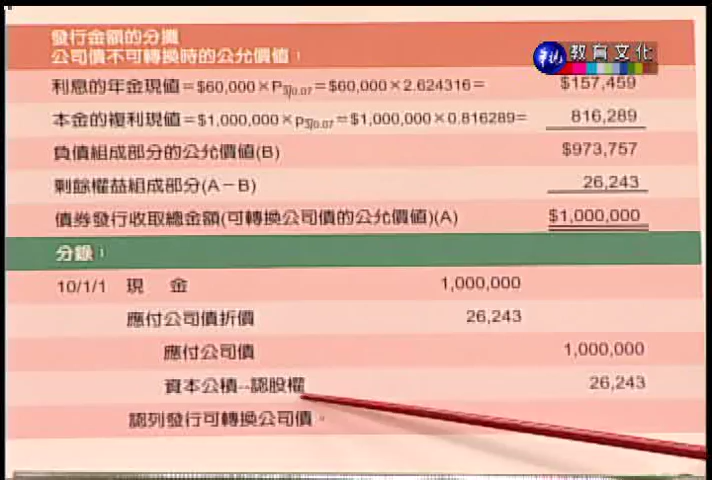 發行金額的分攤
公司債不可轉換時的公允價值：
華視 教育文化
利息的年金現值＝$60,000×P3┐0.07＝$60,000×2.624316＝ $157,459
本金的複利現值＝$1,000,000×p3┐0.07＝$1,000,000×0.816289＝ 816,289
負債組成部分的公允價值(B) $973,757
剩餘權益組成部分(A－B) 26,243
債券發行收取總金額(可轉換公司債的公允價值)(A) $1,000,000
分錄：
10/1/1 現 金 1,000,000
應付公司債折價 26,243
應付公司債 1,000,000
資本公積--認股權 26,243
認列發行可轉換公司債。